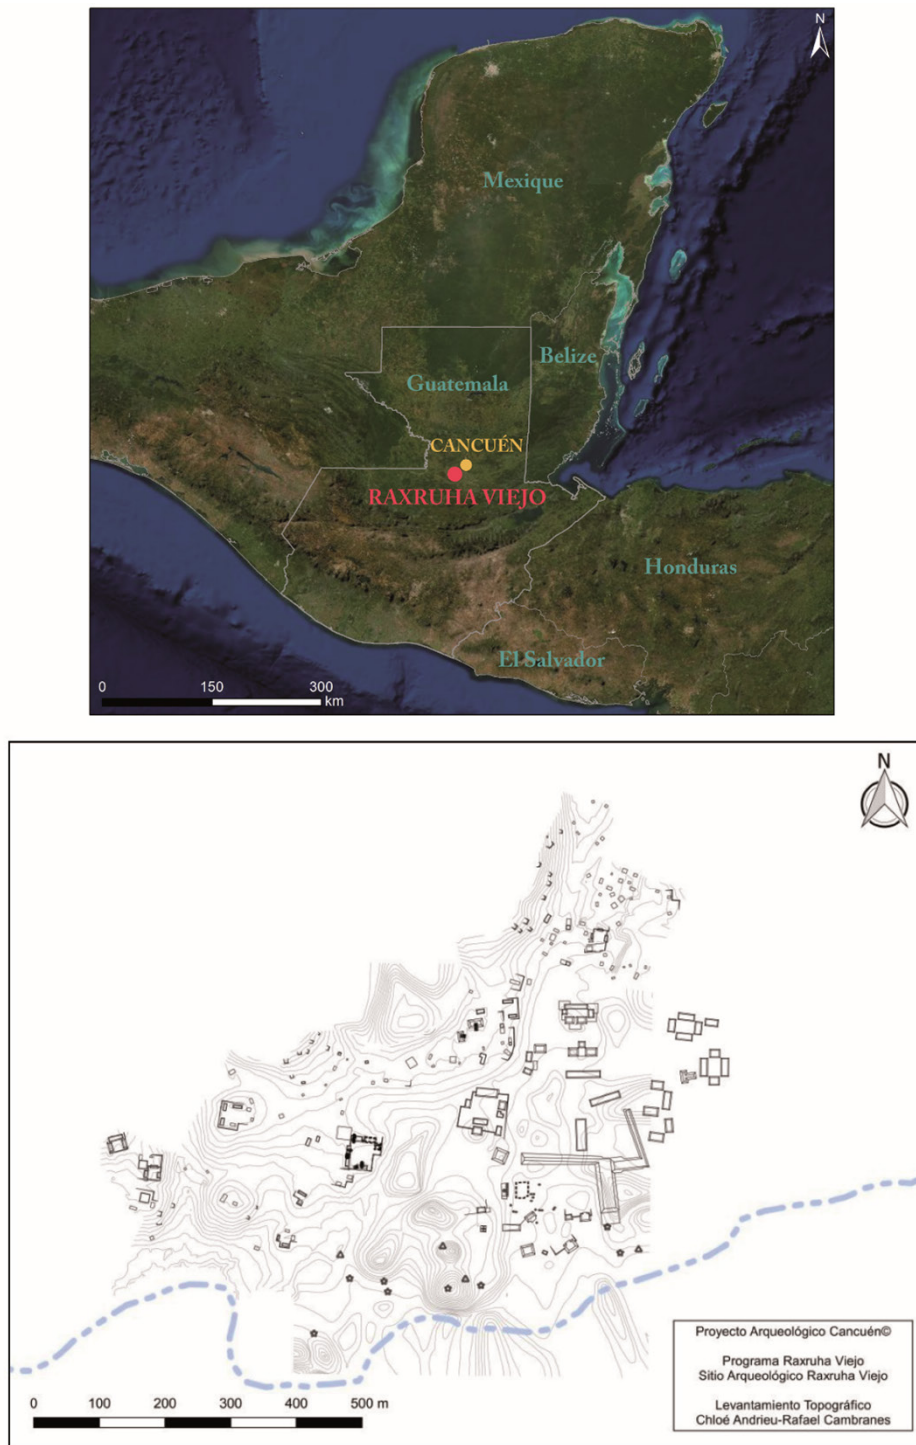 N
Mexique
Belize
Guatemala
CANCUÉN
RAXRUHA VIEJO
Honduras
El Salvador
0 150 300
km
N
Proyecto Arqueológico Cancuén©
Programa Raxruha Viejo
Sitio Arqueológico Raxruha Viejo
Levantamiento Topográfico
Chloé Andrieu-Rafael Cambranes
0 100 200 300 400 500 m